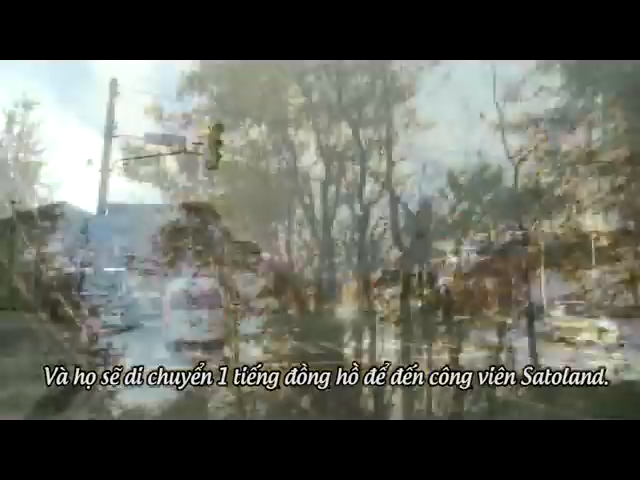 Và họ sẽ di chuyển 1 tiếng đồng hồ để đến công viên Satoland.